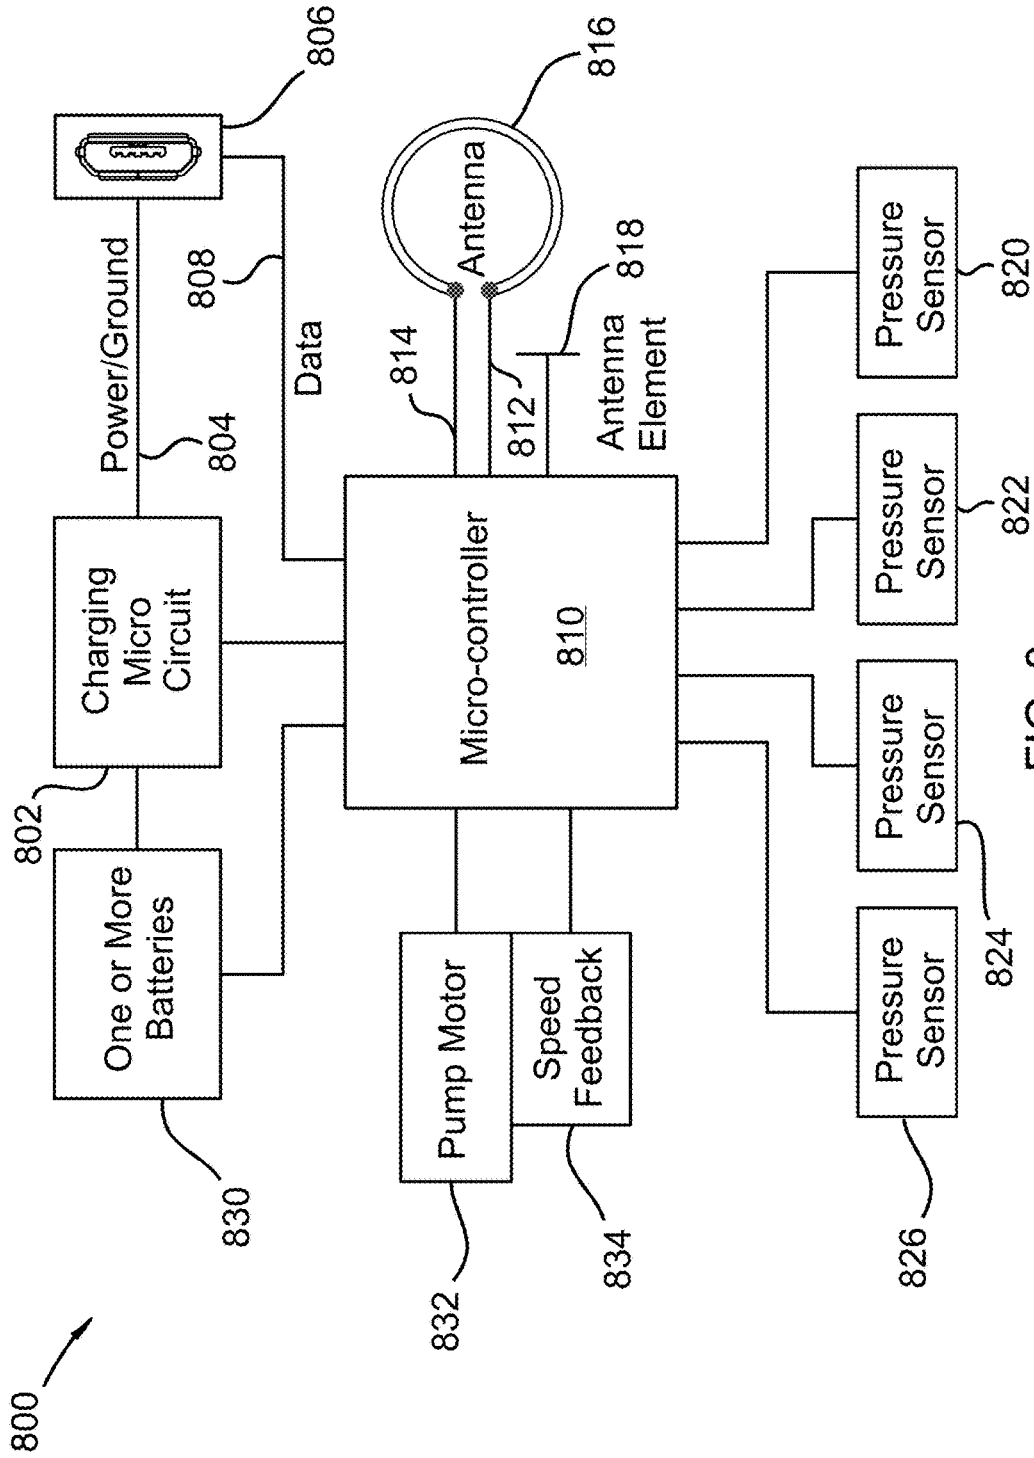 800
802
One or More
Batteries
830
Charging
Micro
Circuit
Power/Ground
804
806
808
Data
Pump Motor
832
Speed
Feedback
834
Micro-controller
810
814
812
Antenna
816
818
Antenna
Element
Pressure
Sensor
826
Pressure
Sensor
824
Pressure
Sensor
822
Pressure
Sensor
820
FIG.